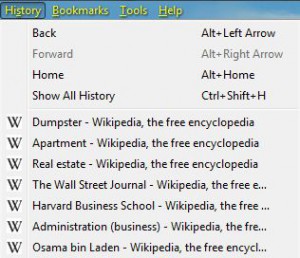 History Bookmarks Tools Help
Back Alt+Left Arrow
Forward Alt+Right Arrow
Home Alt+Home
Show All History Ctrl+Shift+H
W Dumpster - Wikipedia, the free encyclopedia
W Apartment - Wikipedia, the free encyclopedia
W Real estate - Wikipedia, the free encyclopedia
W The Wall Street Journal - Wikipedia, the free e...
W Harvard Business School - Wikipedia, the free e...
W Administration (business) - Wikipedia, the fre...
W Osama bin Laden - Wikipedia, the free encycl...